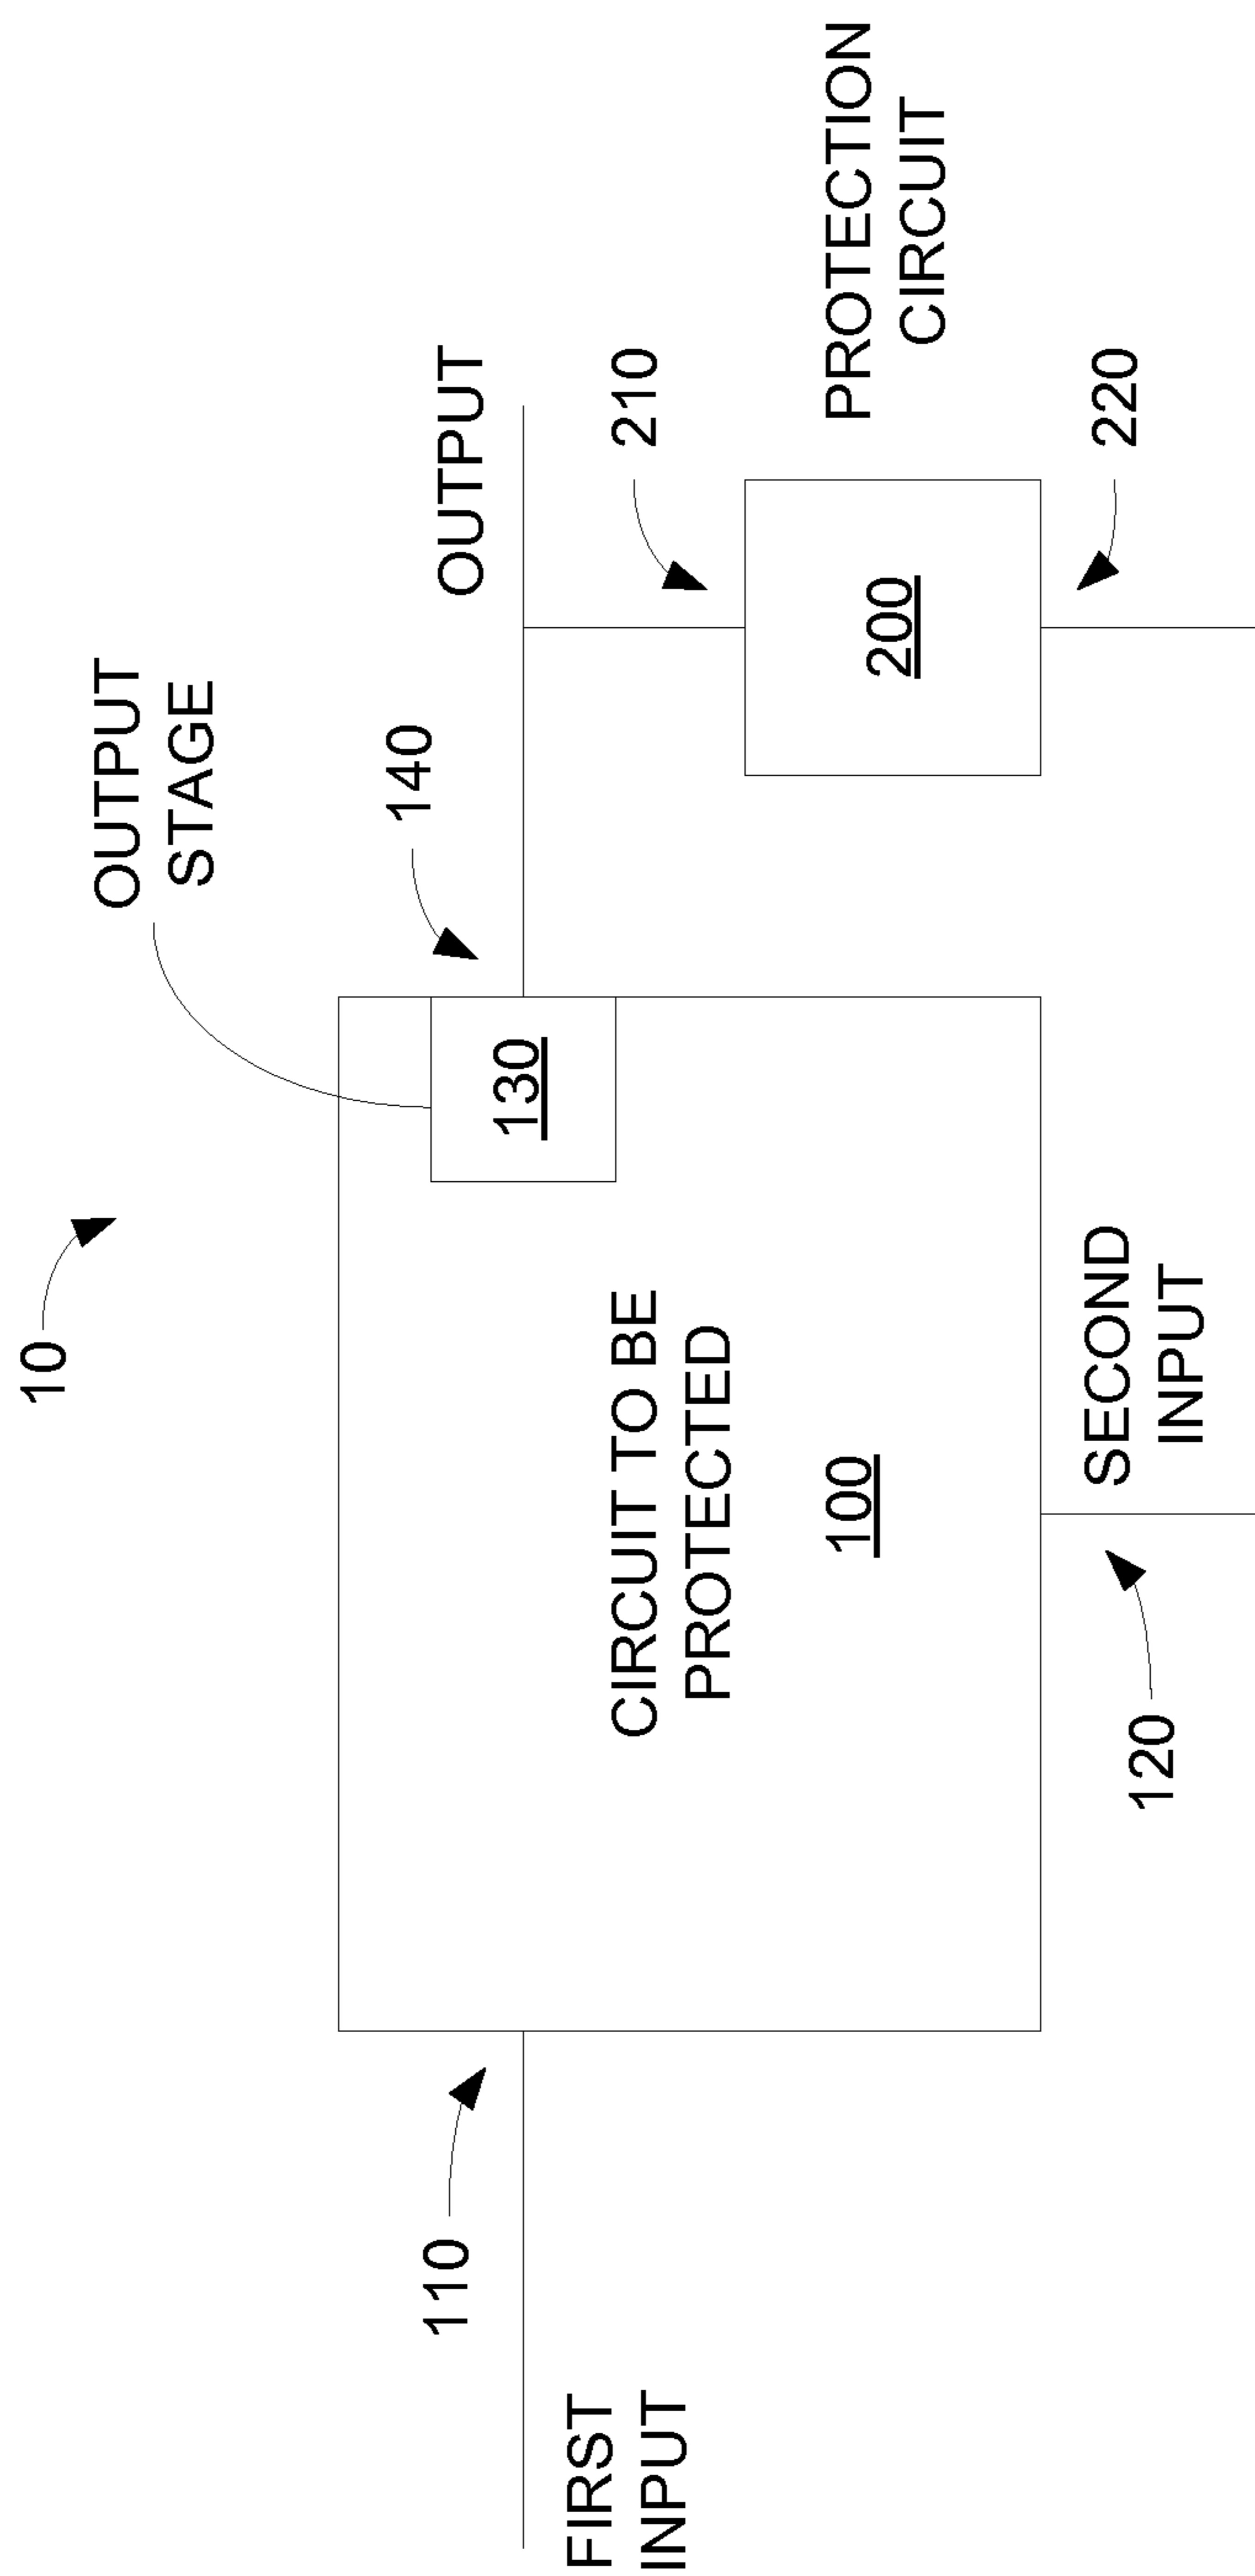 10
OUTPUT
STAGE
140
OUTPUT
110
FIRST
INPUT
130
CIRCUIT TO BE
PROTECTED
100
210
200
PROTECTION
CIRCUIT
220
120
SECOND
INPUT